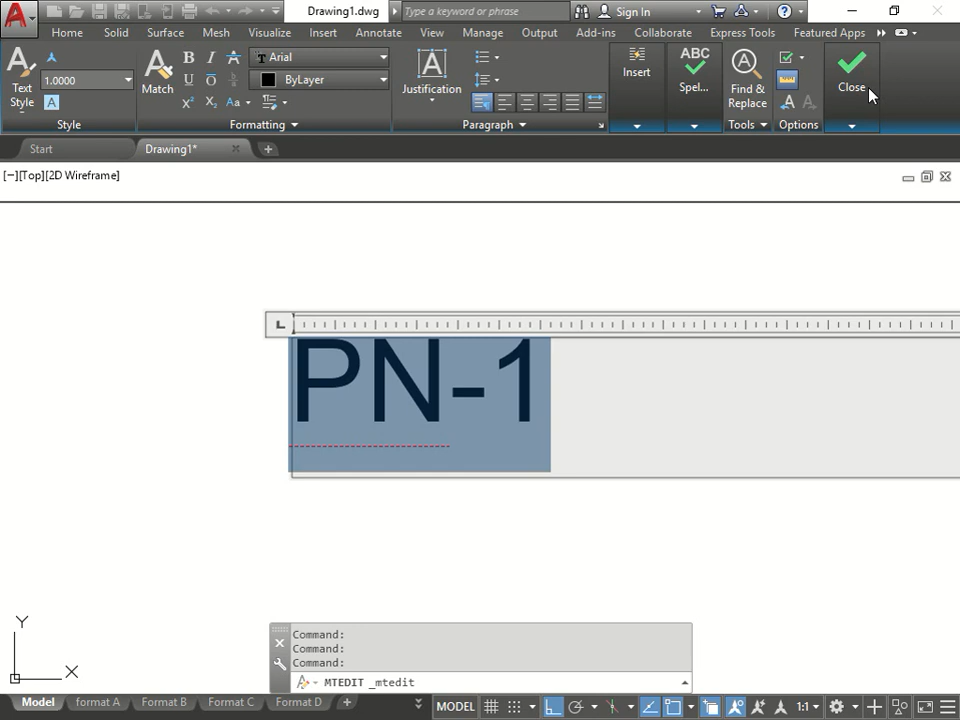 Drawing1.dwg
Type a keyword or phrase
Sign In
Home Solid Surface Mesh Visualize Insert Annotate View Manage Output Add-ins Collaborate Express Tools Featured Apps
Text Style
1.0000
Match
B I A
Arial
U O
ByLayer
Aa
Justification
Insert
ABC
Spel...
Find & Replace
Close
Style Formatting Paragraph Tools Options
Start Drawing1*
[−][Top][2D Wireframe]
PN-1
Y
X
Command:
Command:
Command:
MTEDIT _mtedit
Model format A Format B Format C Format D
MODEL 1:1